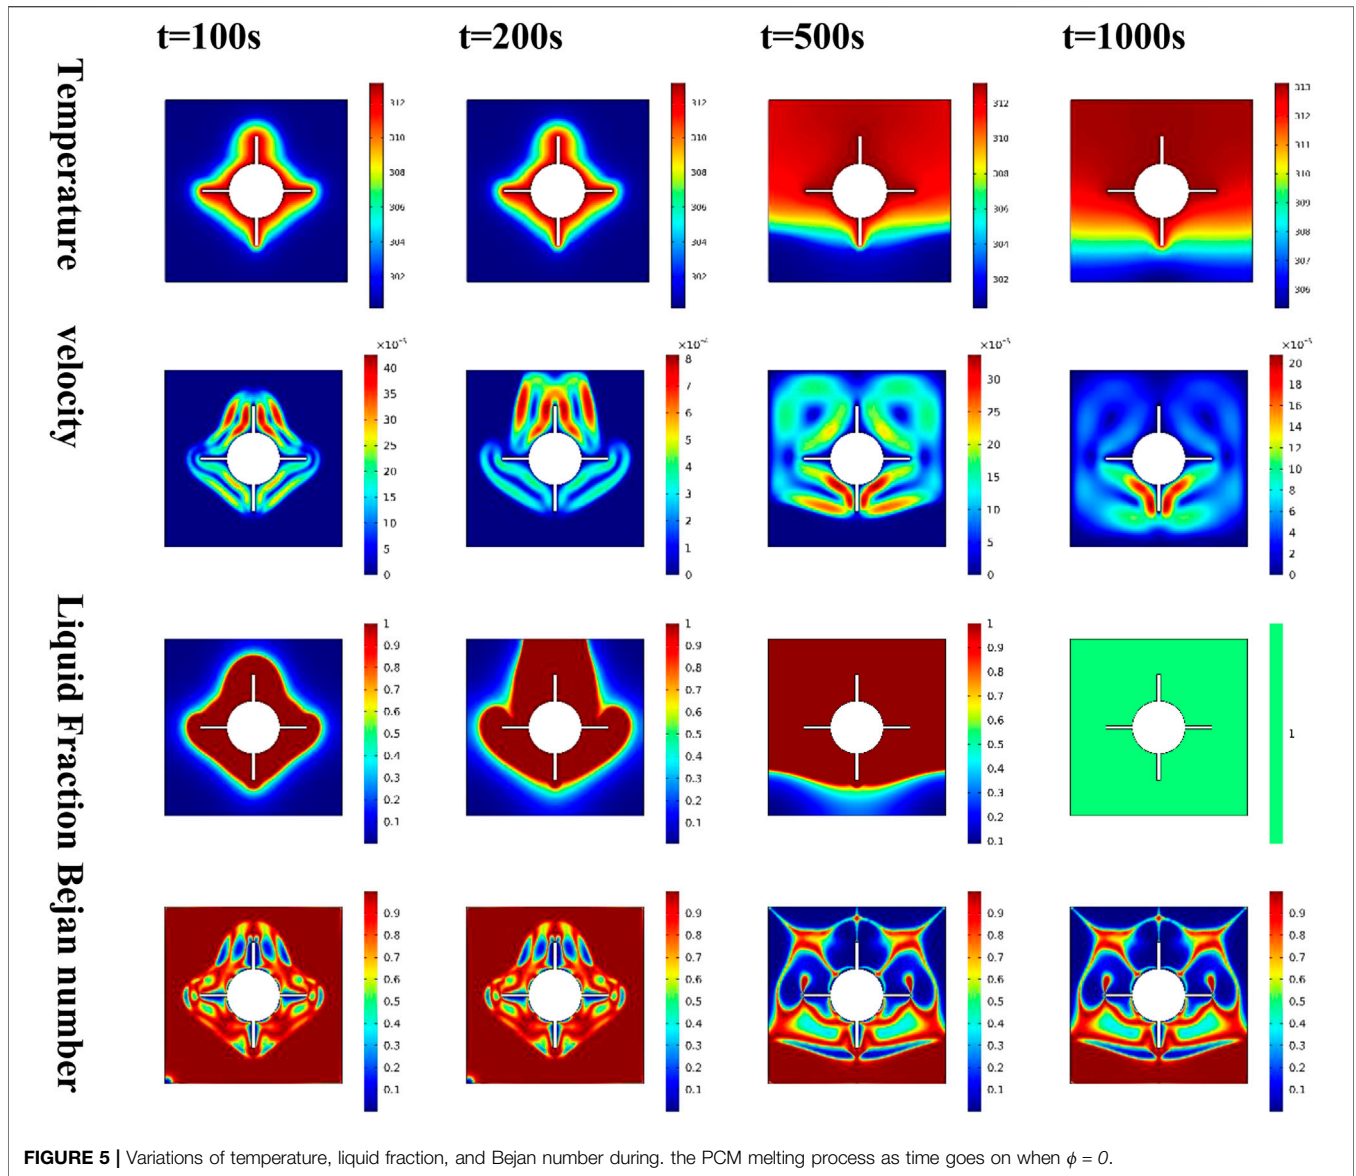 t=100s t=200s t=500s t=1000s
Temperature
312 310 308 306 304 302
312 310 308 306 304 302
312 310 308 306 304 302
313 312 311 310 309 308 307 306
velocity
40 35 30 25 20 15 10 5 0
8 7 6 5 4 3 2 1 0
30 25 20 15 10 5 0
20 18 16 14 12 10 8 6 4 2 0
Liquid Fraction
1 0.9 0.8 0.7 0.6 0.5 0.4 0.3 0.2 0.1
1 0.9 0.8 0.7 0.6 0.5 0.4 0.3 0.2 0.1
1 0.9 0.8 0.7 0.6 0.5 0.4 0.3 0.2 0.1
1
Bejan number
0.9 0.8 0.7 0.6 0.5 0.4 0.3 0.2 0.1
0.9 0.8 0.7 0.6 0.5 0.4 0.3 0.2 0.1
0.9 0.8 0.7 0.6 0.5 0.4 0.3 0.2 0.1
0.9 0.8 0.7 0.6 0.5 0.4 0.3 0.2 0.1
FIGURE 5 | Variations of temperature, liquid fraction, and Bejan number during. the PCM melting process as time goes on when ϕ = 0.